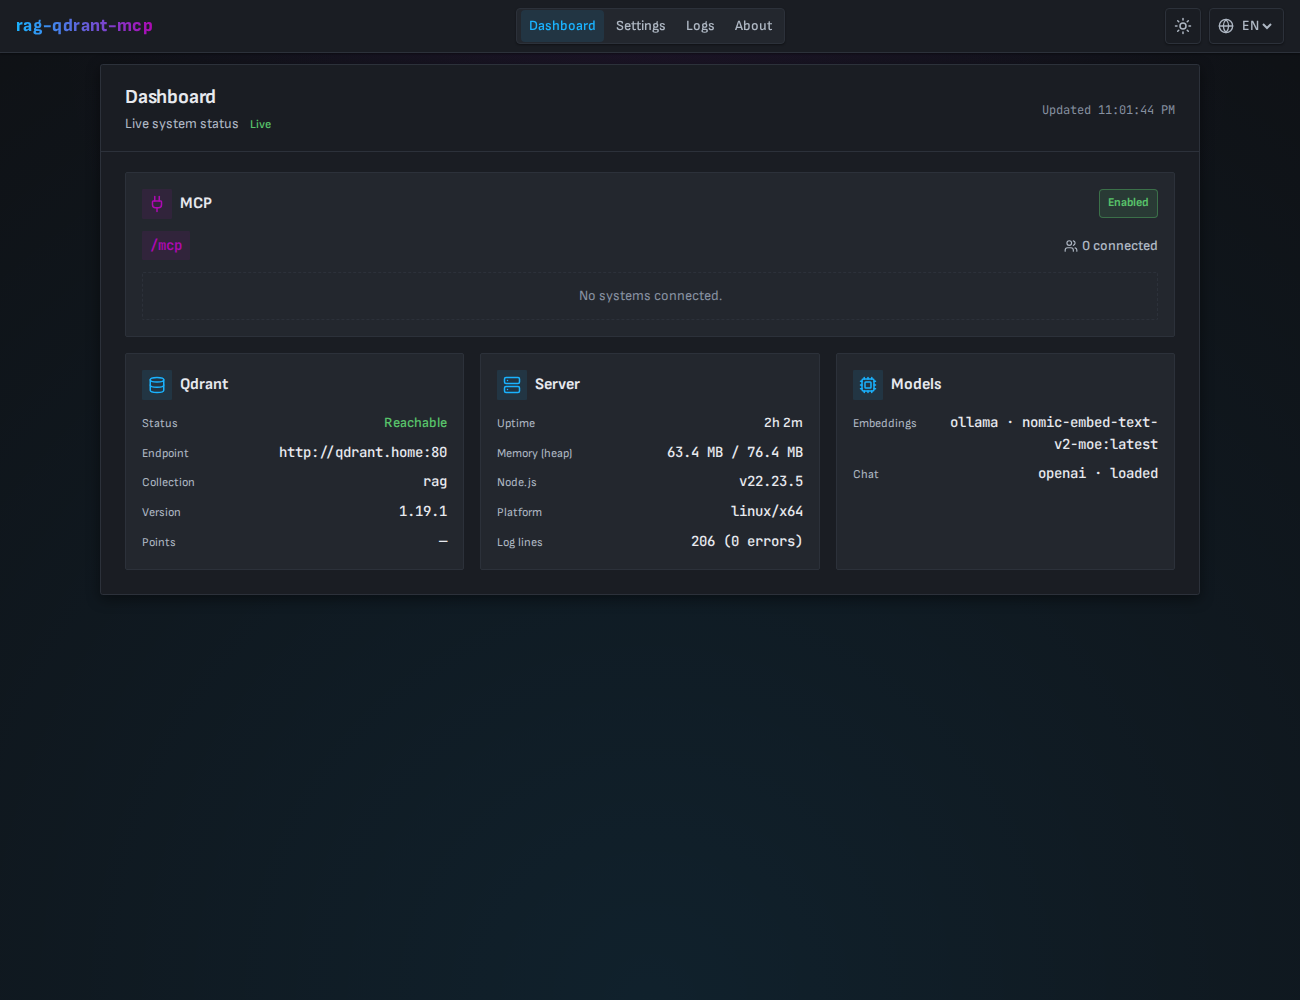 rag-qdrant-mcp
Dashboard Settings Logs About
EN
Dashboard
Live system status Live
Updated 11:01:44 PM
MCP
Enabled
/mcp
0 connected
No systems connected.
Qdrant
Status Reachable
Endpoint http://qdrant.home:80
Collection rag
Version 1.19.1
Points —
Server
Uptime 2h 2m
Memory (heap) 63.4 MB / 76.4 MB
Node.js v22.23.5
Platform linux/x64
Log lines 206 (0 errors)
Models
Embeddings ollama · nomic-embed-text-
v2-moe:latest
Chat openai · loaded